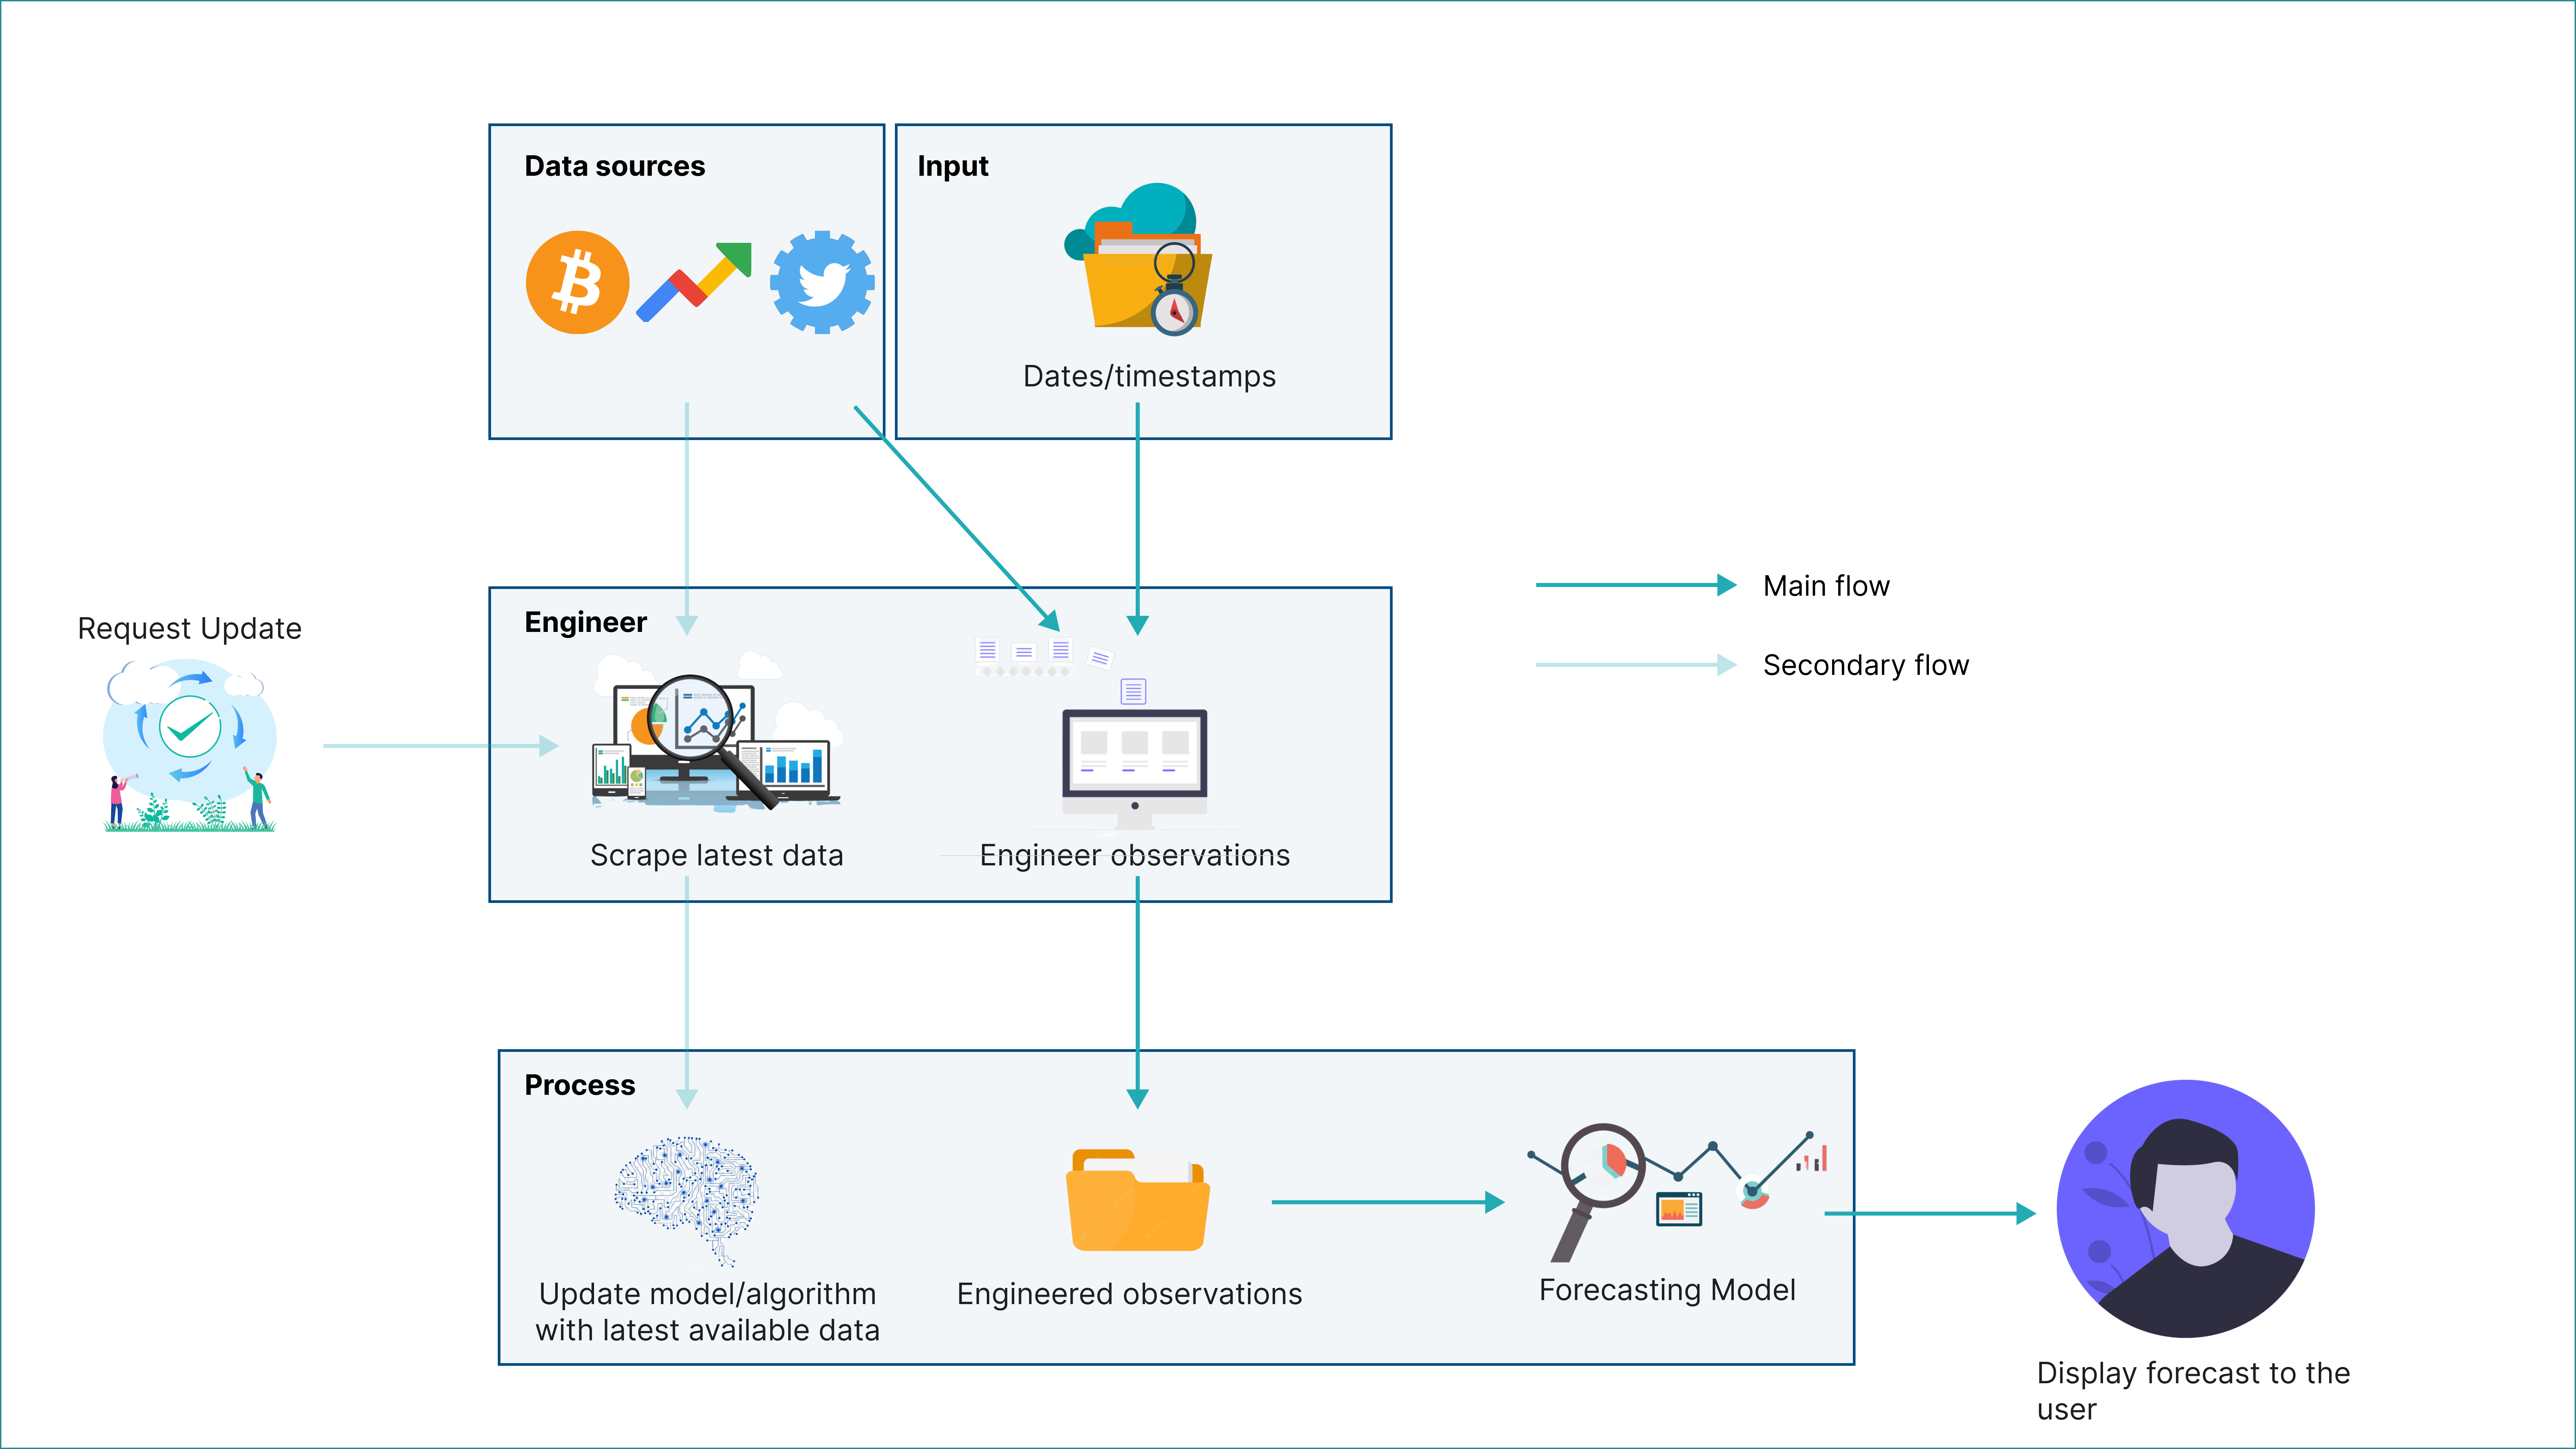 Data sources
Input
Dates/timestamps
Request Update
Engineer
Scrape latest data
Engineer observations
Main flow
Secondary flow
Process
Update model/algorithm
with latest available data
Engineered observations
Forecasting Model
Display forecast to the
user